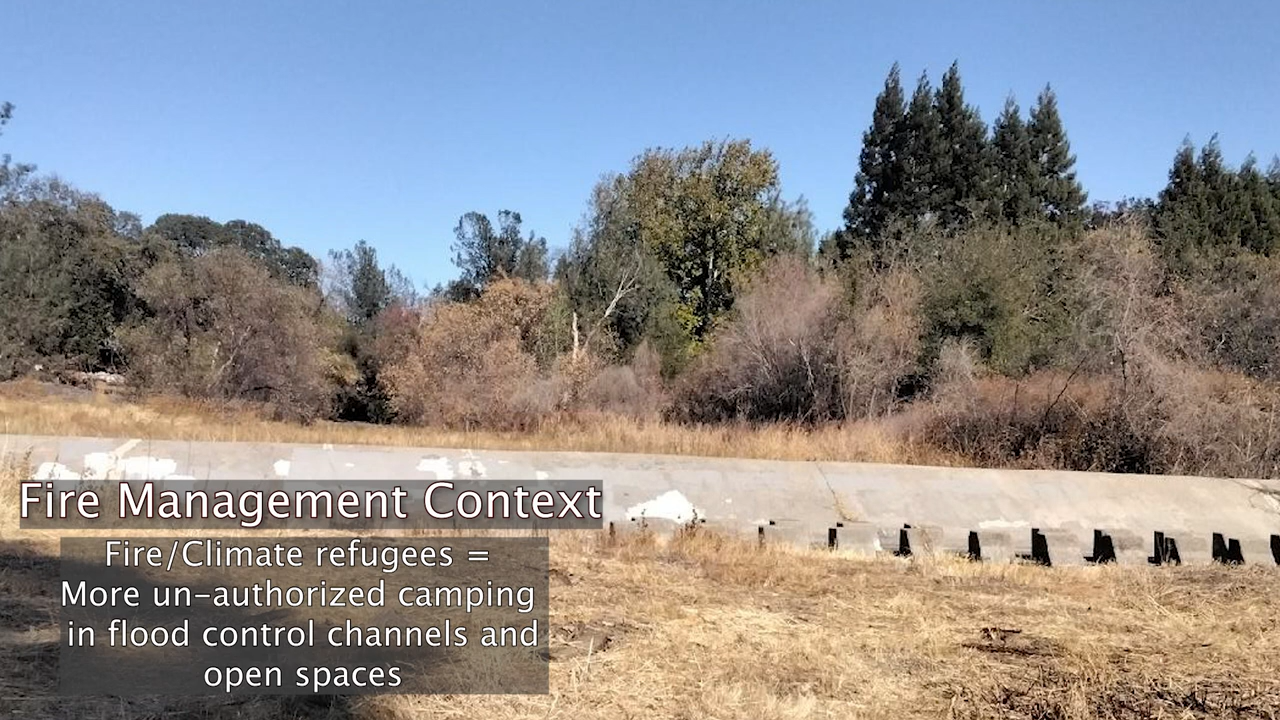 Fire Management Context
Fire/Climate refugees =
More un-authorized camping
in flood control channels and
open spaces